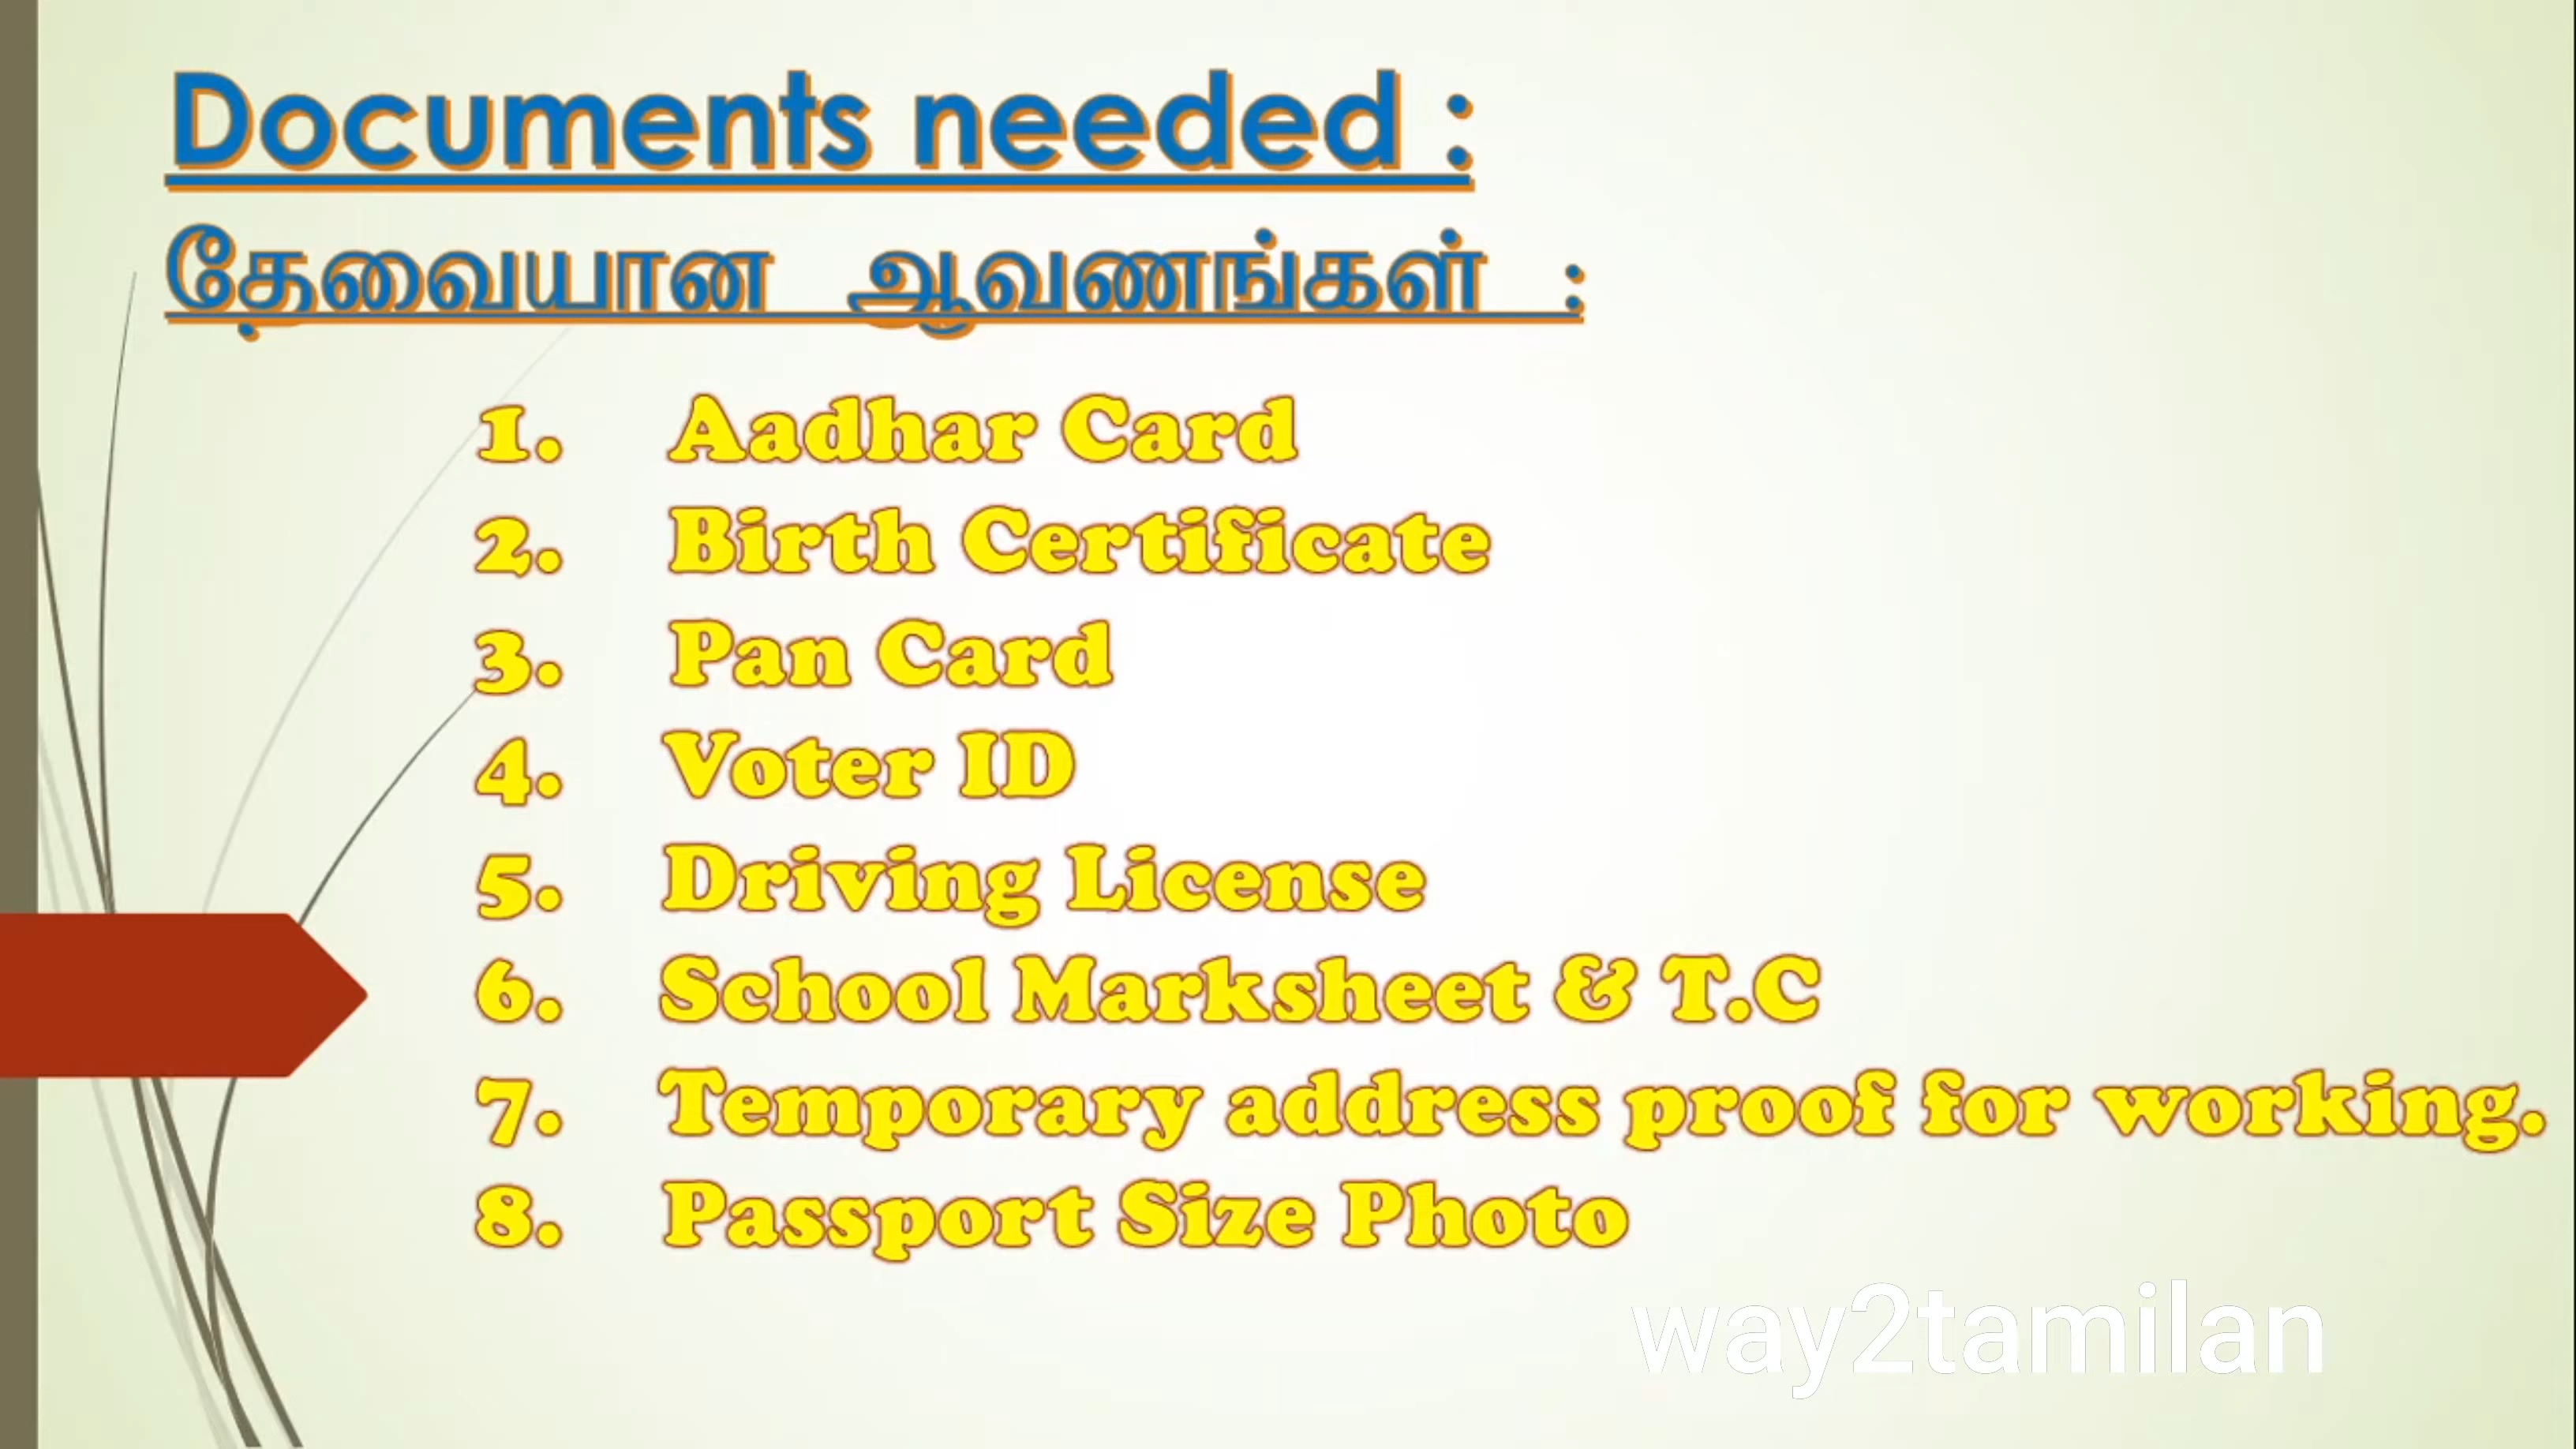 Documents needed :
தேவையான ஆவணங்கள் :
1. Aadhar Card
2. Birth Certificate
3. Pan Card
4. Voter ID
5. Driving License
6. School Marksheet & T.C
7. Temporary address proof for working.
8. Passport Size Photo
way2tamilan